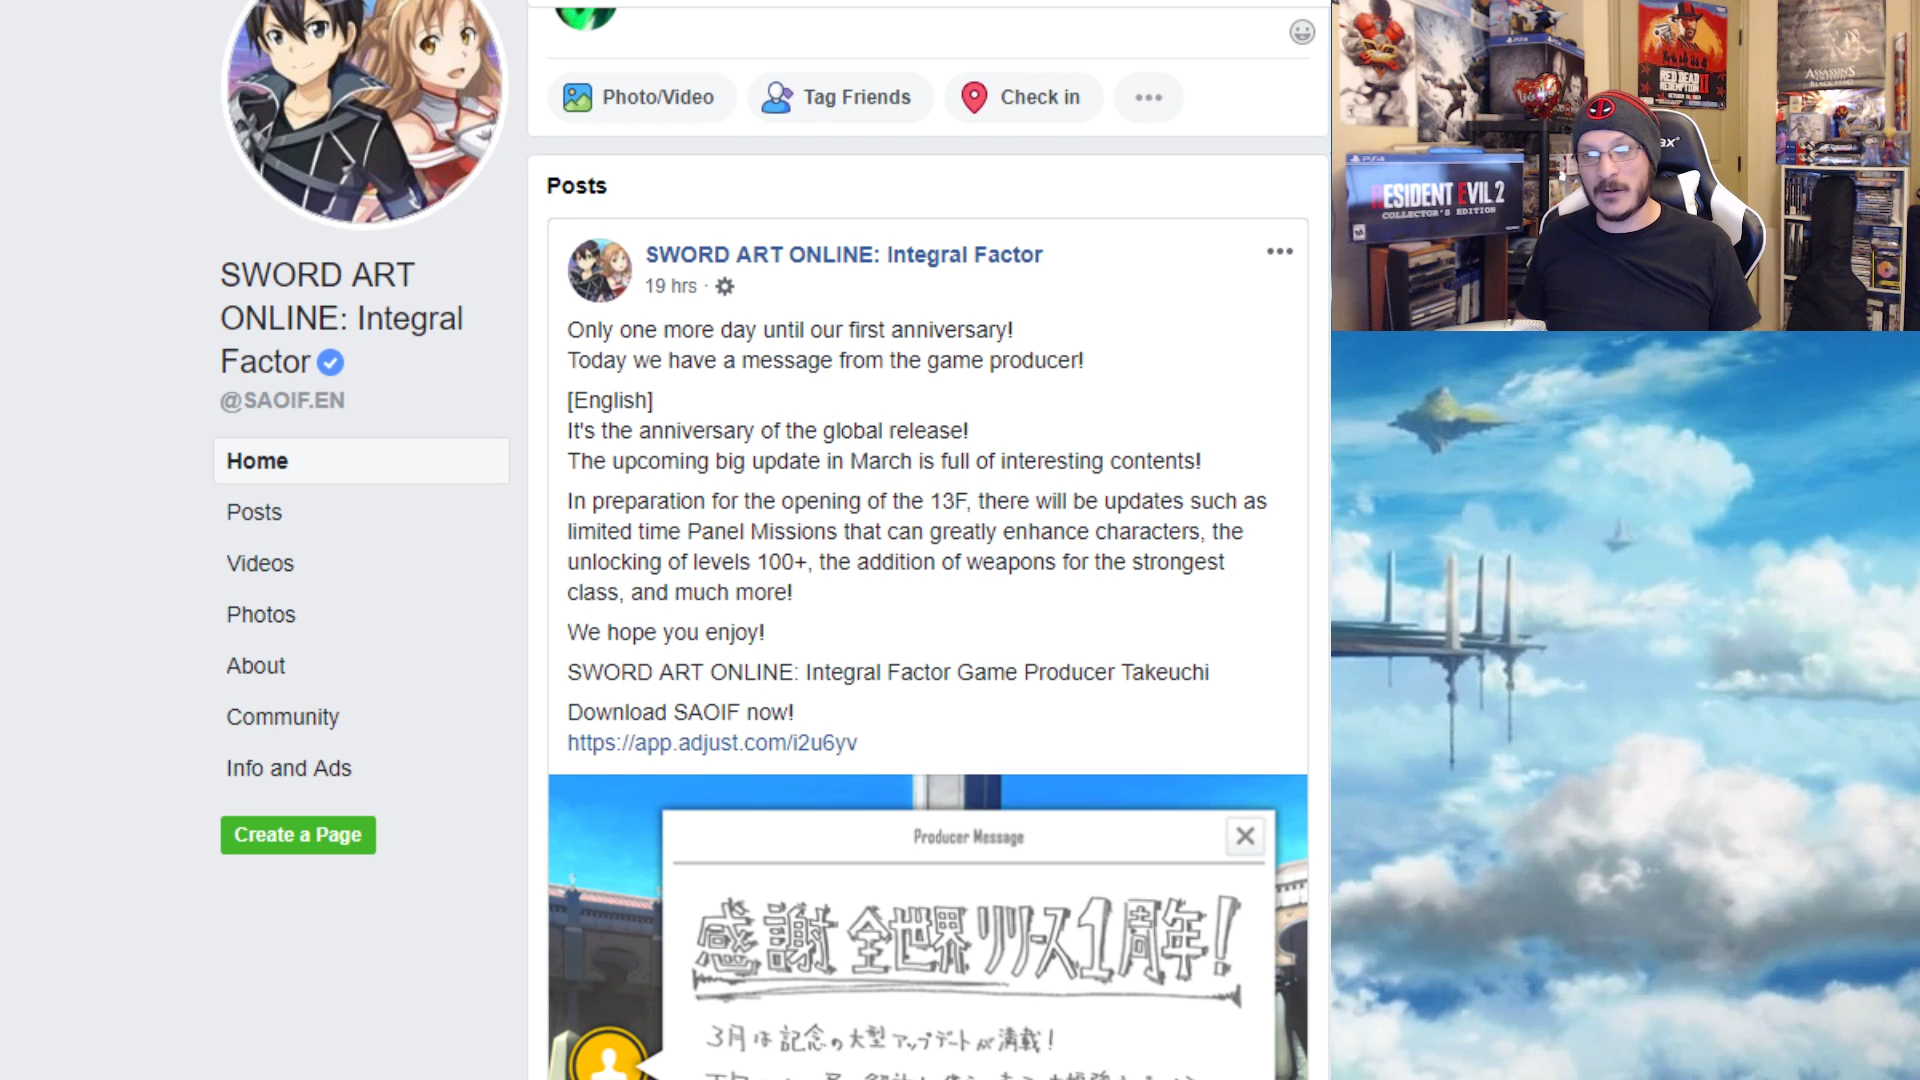 SWORD ART
ONLINE: Integral
Factor
@SAOIF.EN
Home
Posts
Videos
Photos
About
Community
Info and Ads
Create a Page
Photo/Video
Tag Friends
Check in
Posts
SWORD ART ONLINE: Integral Factor
19 hrs ·
Only one more day until our first anniversary!
Today we have a message from the game producer!
[English]
It's the anniversary of the global release!
The upcoming big update in March is full of interesting contents!
In preparation for the opening of the 13F, there will be updates such as
limited time Panel Missions that can greatly enhance characters, the
unlocking of levels 100+, the addition of weapons for the strongest
class, and much more!
We hope you enjoy!
SWORD ART ONLINE: Integral Factor Game Producer Takeuchi
Download SAOIF now!
https://app.adjust.com/i2u6yv
Producer Message
感謝 全世界リリース1周年!
3月は記念の大型アップデートが満載!
PS4
RESIDENT EVIL 2
COLLECTOR'S EDITION
RED DEAD
REDEMPTION II
ASSASSIN'S